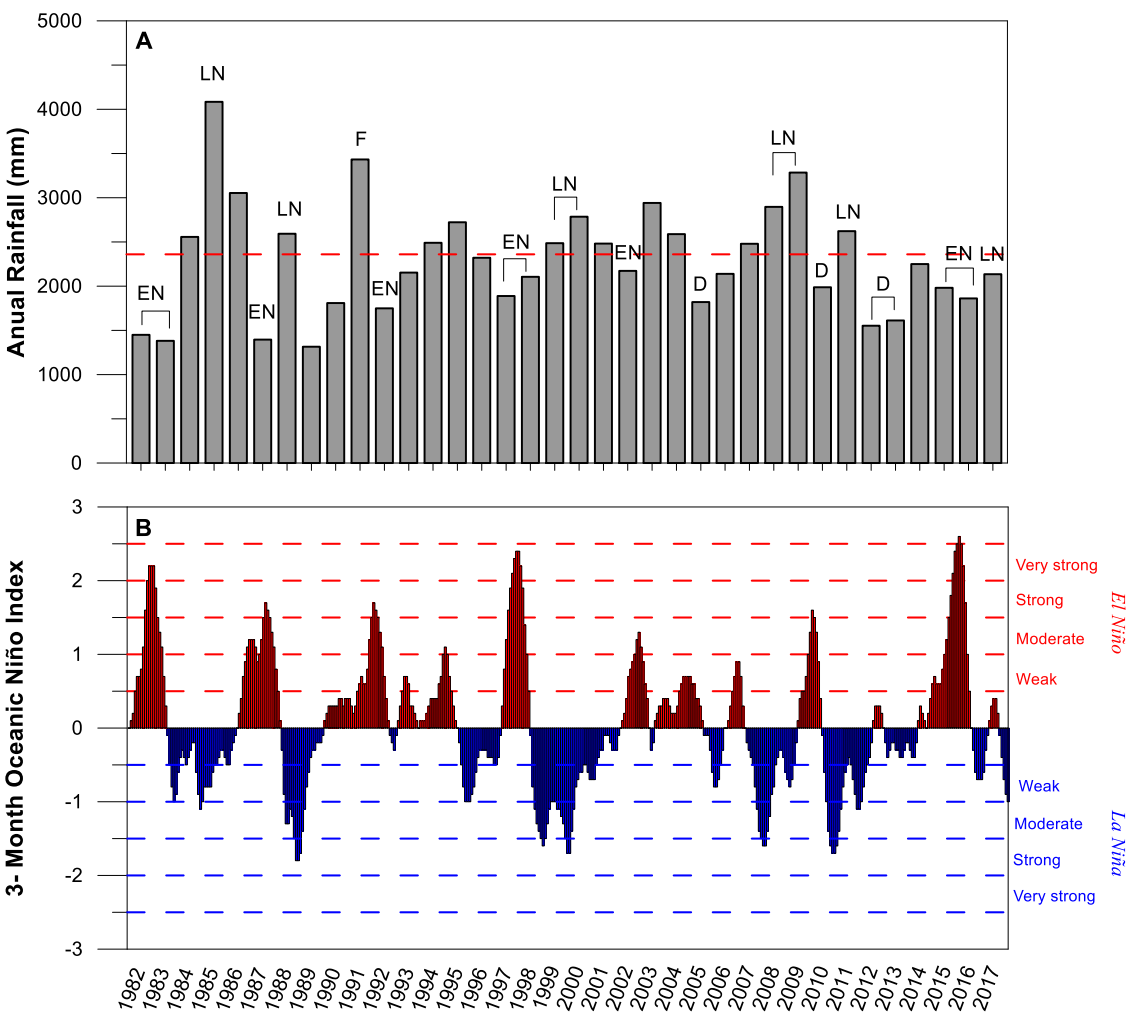 A
Anual Rainfall (mm)
5000
4000
3000
2000
1000
0
EN
LN
EN
LN
F
EN
EN
LN
EN
D
LN
D
LN
D
EN
LN
B
3- Month Oceanic Niño Index
3
2
1
0
-1
-2
-3
Very strong
Strong
Moderate
Weak
El Niño
Weak
Moderate
Strong
Very strong
La Niña
1982
1983
1984
1985
1986
1987
1988
1989
1990
1991
1992
1993
1994
1995
1996
1997
1998
1999
2000
2001
2002
2003
2004
2005
2006
2007
2008
2009
2010
2011
2012
2013
2014
2015
2016
2017